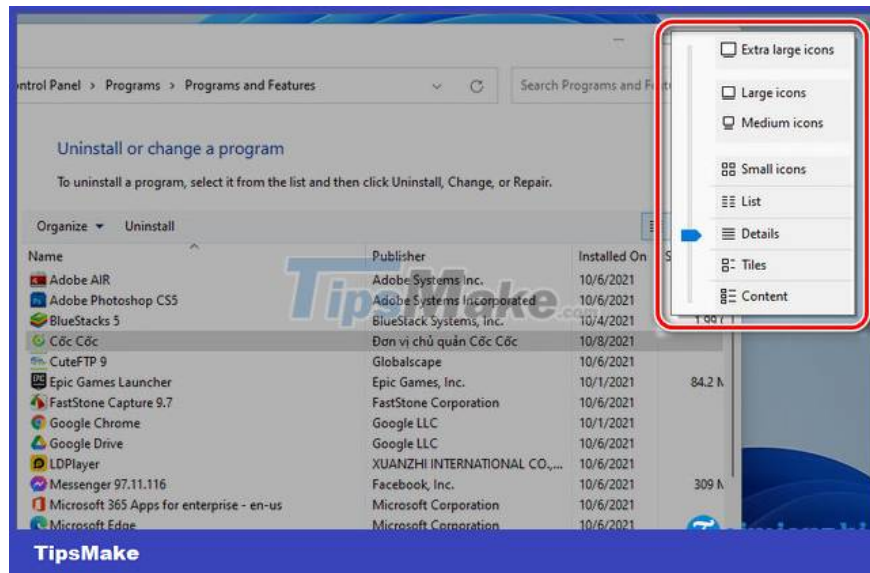 Extra large icons
ontrol Panel > Programs > Programs and Features
Search Programs and
Large icons
Medium icons
Uninstall or change a program
To uninstall a program, select it from the list and then click Uninstall, Change, or Repair.
Small icons
List
Organize Uninstall
Details
Name Publisher Installed On S
Tiles
Adobe AIR Adobe Systems Inc. 10/6/2021
Content
Adobe Photoshop CS5 Adobe Systems Incorporated 10/6/2021
TipsMake.com
BlueStacks 5 BlueStack Systems, Inc. 10/4/2021 1.99
Cốc Cốc Đơn vị chủ quản Cốc Cốc 10/8/2021
CuteFTP 9 Globalscape 10/6/2021
Epic Games Launcher Epic Games, Inc. 10/1/2021 84.2 M
FastStone Capture 9.7 FastStone Corporation 10/6/2021
Google Chrome Google LLC 10/1/2021
Google Drive Google LLC 10/6/2021
LDPlayer XUANZHI INTERNATIONAL CO.,... 10/6/2021
Messenger 97.11.116 Facebook, Inc. 10/6/2021 309 M
Microsoft 365 Apps for enterprise - en-us Microsoft Corporation 10/6/2021
Microsoft Edge Microsoft Corporation 10/6/2021
TipsMake